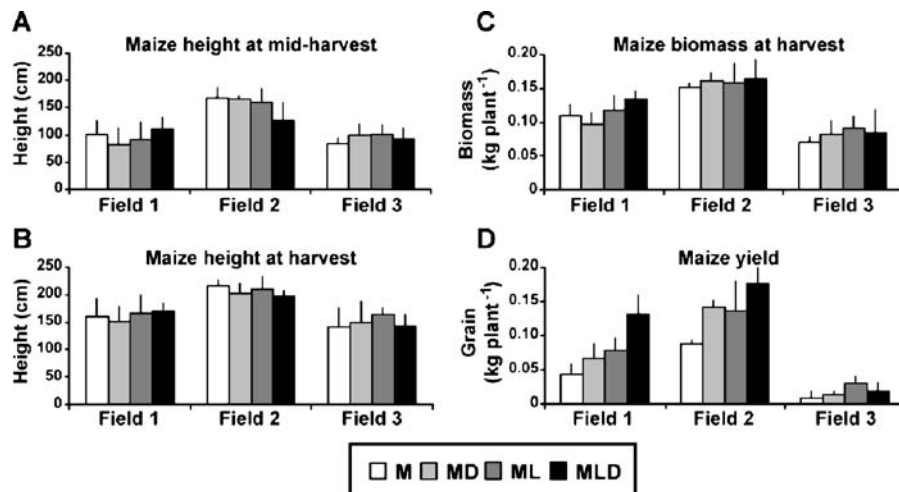 A
Maize height at mid-harvest
Height (cm)
250
200
150
100
50
0
Field 1 Field 2 Field 3
B
Maize height at harvest
Height (cm)
250
200
150
100
50
0
Field 1 Field 2 Field 3
C
Maize biomass at harvest
Biomass
(kg plant⁻¹)
0.20
0.15
0.10
0.05
0.00
Field 1 Field 2 Field 3
D
Maize yield
Grain
(kg plant⁻¹)
0.20
0.15
0.10
0.05
0
Field 1 Field 2 Field 3
M MD ML MLD